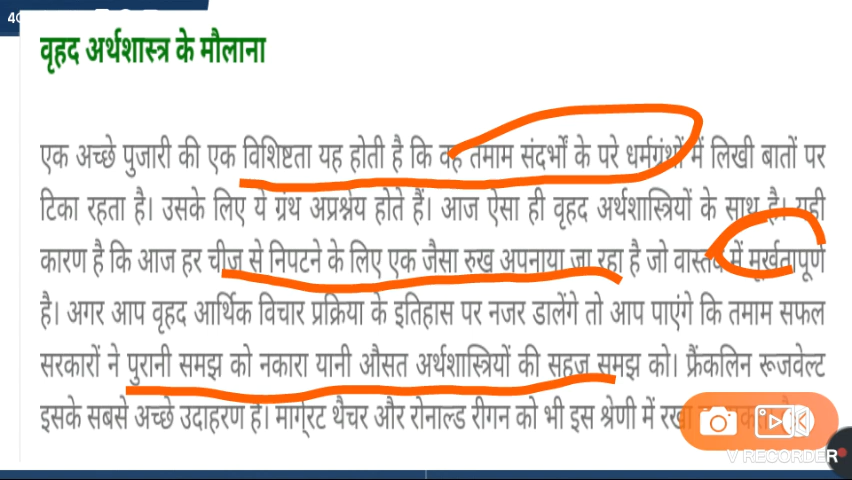 वृहद अर्थशास्त्र के मौलाना
एक अच्छे पुजारी की एक विशिष्टता यह होती है कि वह तमाम संदर्भों के परे धर्मग्रंथों में लिखी बातों पर
टिका रहता है। उसके लिए ये ग्रंथ अप्रश्नेय होते हैं। आज ऐसा ही वृहद अर्थशास्त्रियों के साथ है। यही
कारण है कि आज हर चीज से निपटने के लिए एक जैसा रुख अपनाया जा रहा है जो वास्तव में मूर्खतापूर्ण
है। अगर आप वृहद आर्थिक विचार प्रक्रिया के इतिहास पर नजर डालेंगे तो आप पाएंगे कि तमाम सफल
सरकारों ने पुरानी समझ को नकारा यानी औसत अर्थशास्त्रियों की सहज समझ को। फ्रैंकलिन रूजवेल्ट
इसके सबसे अच्छे उदाहरण है। मार्ग्रट थैचर और रोनाल्ड रीगन को भी इस श्रेणी में रखा
V RECORDER